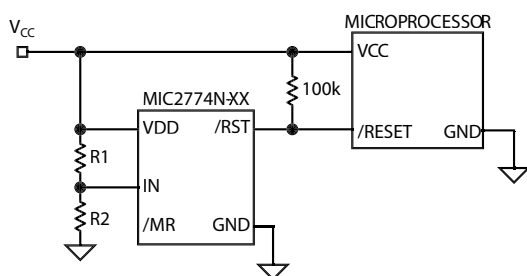 MICROPROCESSOR
VCC
VCC
100k
MIC2774N-XX
VDD
/RST
/RESET
GND
R1
IN
R2
/MR
GND